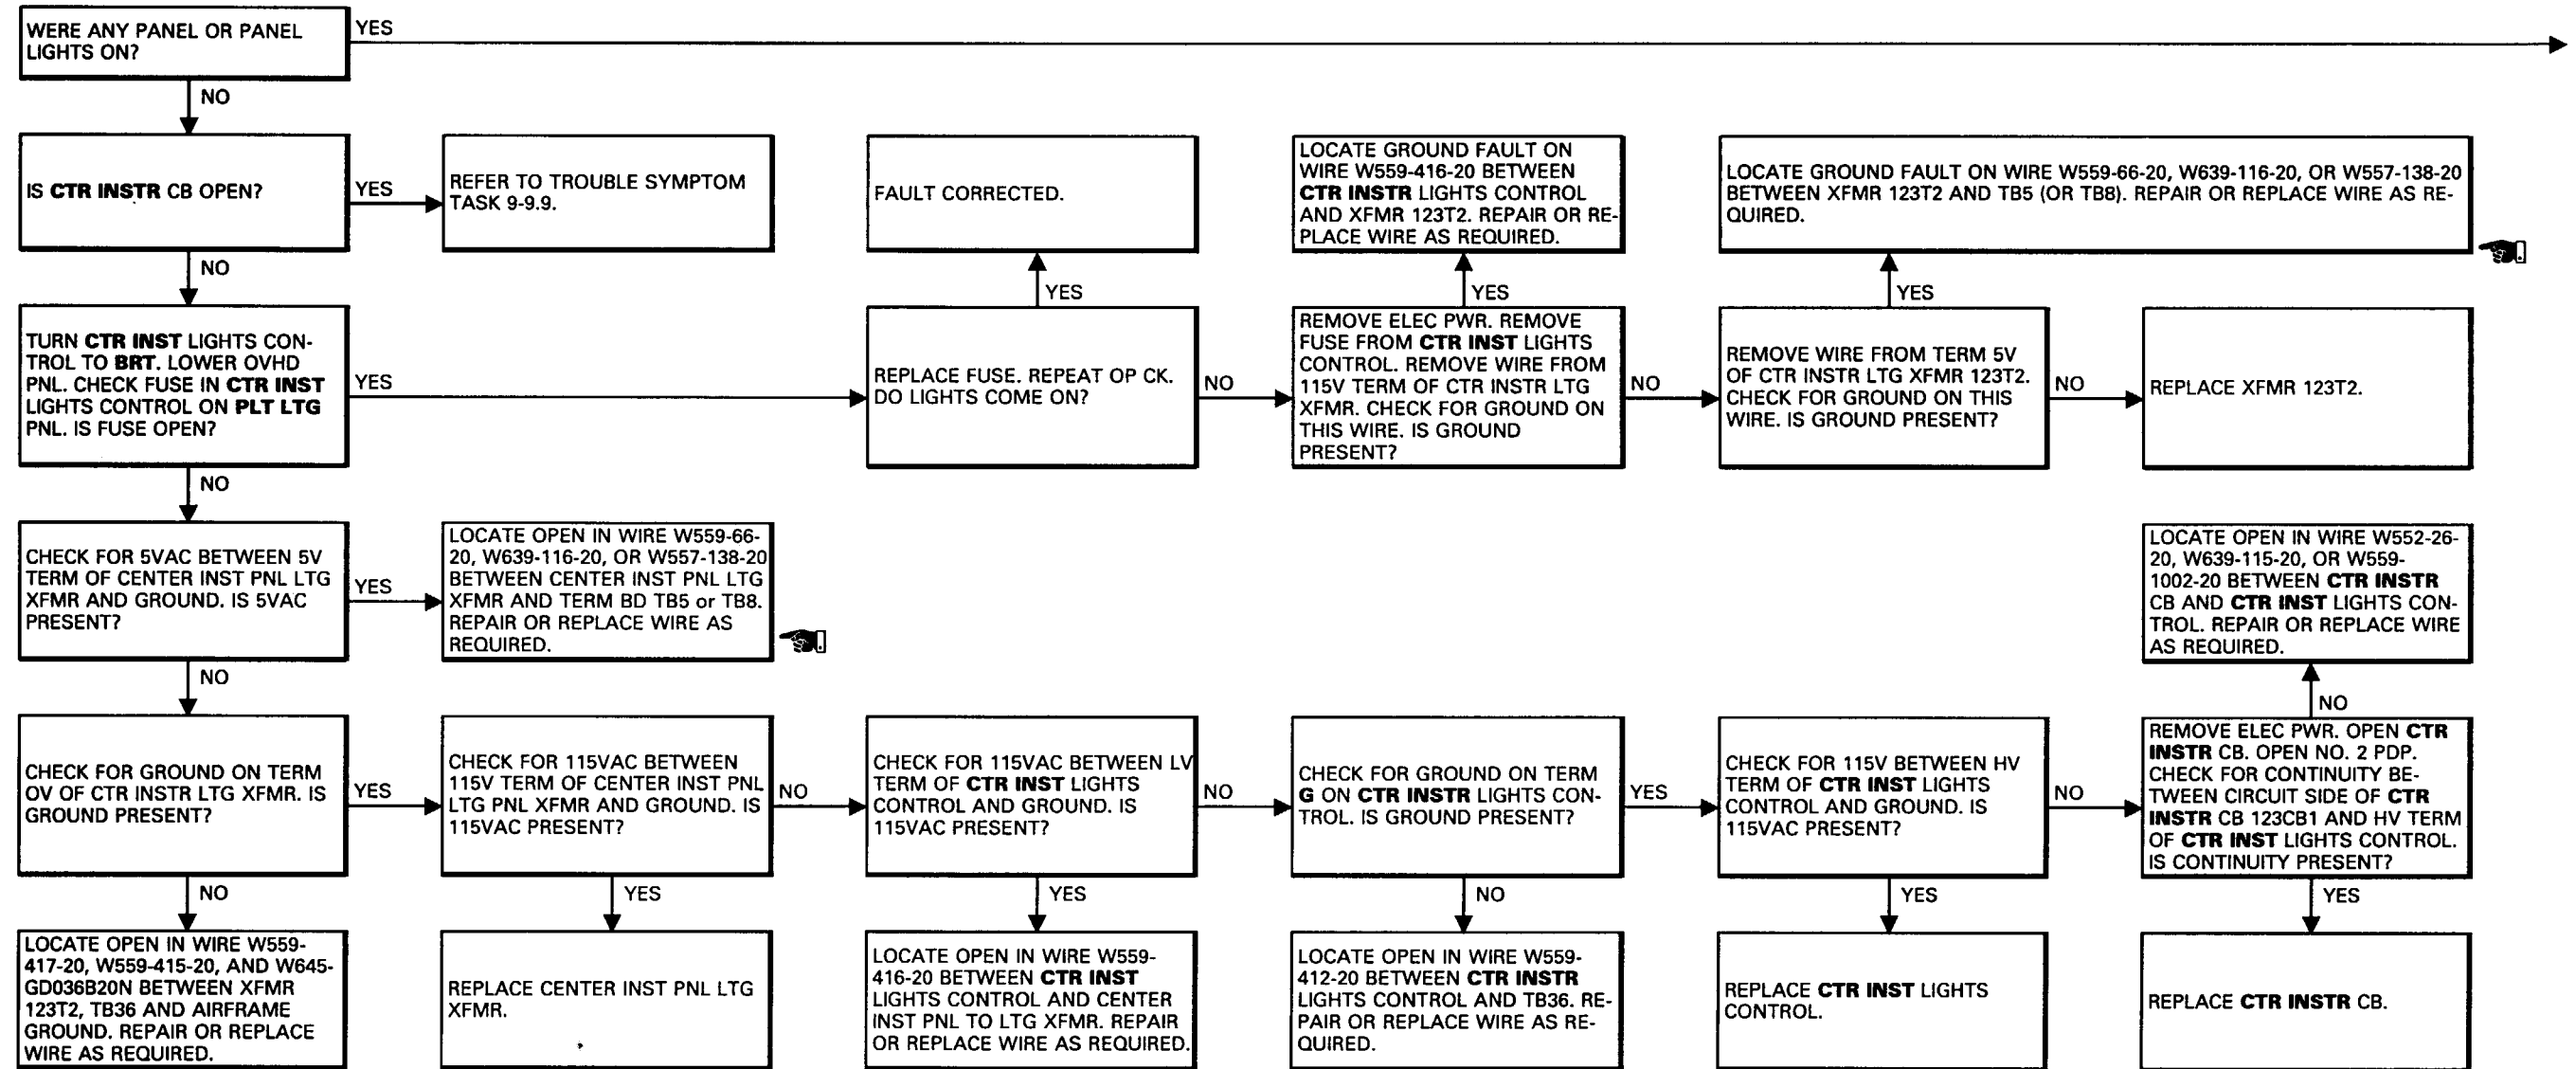 WERE ANY PANEL OR PANEL
LIGHTS ON?
YES
NO
IS CTR INSTR CB OPEN?
YES
REFER TO TROUBLE SYMPTOM
TASK 9-9.9.
FAULT CORRECTED.
LOCATE GROUND FAULT ON
WIRE W559-416-20 BETWEEN
CTR INSTR LIGHTS CONTROL
AND XFMR 123T2. REPAIR OR RE-
PLACE WIRE AS REQUIRED.
LOCATE GROUND FAULT ON WIRE W559-66-20, W639-116-20, OR W557-138-20
BETWEEN XFMR 123T2 AND TB5 (OR TB8). REPAIR OR REPLACE WIRE AS RE-
QUIRED.
NO
YES
YES
YES
TURN CTR INST LIGHTS CON-
TROL TO BRT. LOWER OVHD
PNL. CHECK FUSE IN CTR INST
LIGHTS CONTROL ON PLT LTG
PNL. IS FUSE OPEN?
YES
REPLACE FUSE. REPEAT OP CK.
DO LIGHTS COME ON?
NO
REMOVE ELEC PWR. REMOVE
FUSE FROM CTR INST LIGHTS
CONTROL. REMOVE WIRE FROM
115V TERM OF CTR INSTR LTG
XFMR. CHECK FOR GROUND ON
THIS WIRE. IS GROUND
PRESENT?
NO
REMOVE WIRE FROM TERM 5V
OF CTR INSTR LTG XFMR 123T2.
CHECK FOR GROUND ON THIS
WIRE. IS GROUND PRESENT?
NO
REPLACE XFMR 123T2.
NO
CHECK FOR 5VAC BETWEEN 5V
TERM OF CENTER INST PNL LTG
XFMR AND GROUND. IS 5VAC
PRESENT?
YES
LOCATE OPEN IN WIRE W559-66-
20, W639-116-20, OR W557-138-20
BETWEEN CENTER INST PNL LTG
XFMR AND TERM BD TB5 or TB8.
REPAIR OR REPLACE WIRE AS
REQUIRED.
LOCATE OPEN IN WIRE W552-26-
20, W639-115-20, OR W559-
1002-20 BETWEEN CTR INSTR
CB AND CTR INST LIGHTS CON-
TROL. REPAIR OR REPLACE WIRE
AS REQUIRED.
NO
NO
CHECK FOR GROUND ON TERM
OV OF CTR INSTR LTG XFMR. IS
GROUND PRESENT?
YES
CHECK FOR 115VAC BETWEEN
115V TERM OF CENTER INST PNL
LTG PNL XFMR AND GROUND. IS
115VAC PRESENT?
NO
CHECK FOR 115VAC BETWEEN LV
TERM OF CTR INST LIGHTS
CONTROL AND GROUND. IS
115VAC PRESENT?
NO
CHECK FOR GROUND ON TERM
G ON CTR INSTR LIGHTS CON-
TROL. IS GROUND PRESENT?
YES
CHECK FOR 115V BETWEEN HV
TERM OF CTR INST LIGHTS
CONTROL AND GROUND. IS
115VAC PRESENT?
NO
REMOVE ELEC PWR. OPEN CTR
INSTR CB. OPEN NO. 2 PDP.
CHECK FOR CONTINUITY BE-
TWEEN CIRCUIT SIDE OF CTR
INSTR CB 123CB1 AND HV TERM
OF CTR INST LIGHTS CONTROL.
IS CONTINUITY PRESENT?
NO
YES
YES
NO
YES
YES
LOCATE OPEN IN WIRE W559-
417-20, W559-415-20, AND W645-
GD036B20N BETWEEN XFMR
123T2, TB36 AND AIRFRAME
GROUND. REPAIR OR REPLACE
WIRE AS REQUIRED.
REPLACE CENTER INST PNL LTG
XFMR.
LOCATE OPEN IN WIRE W559-
416-20 BETWEEN CTR INST
LIGHTS CONTROL AND CENTER
INST PNL TO LTG XFMR. REPAIR
OR REPLACE WIRE AS REQUIRED.
LOCATE OPEN IN WIRE W559-
412-20 BETWEEN CTR INSTR
LIGHTS CONTROL AND TB36. RE-
PAIR OR REPLACE WIRE AS RE-
QUIRED.
REPLACE CTR INST LIGHTS
CONTROL.
REPLACE CTR INSTR CB.